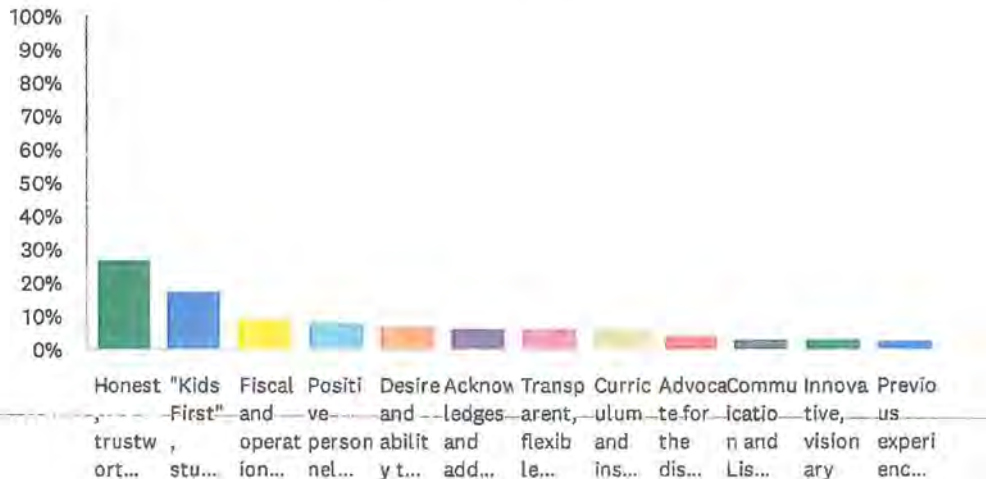 100%
90%
80%
70%
60%
50%
40%
30%
20%
10%
0%
Honest "Kids Fiscal Positi Desire Acknow Transp Curric Advoca Commu Innova Previo
, First" and ve and ledges arent, ulum te for icatio tive, us
trustw , operat person abilit and flexib and the n and vision experi
ort... stu... ion... nel... y t... add... le... ins... dis... Lis... ary enc...